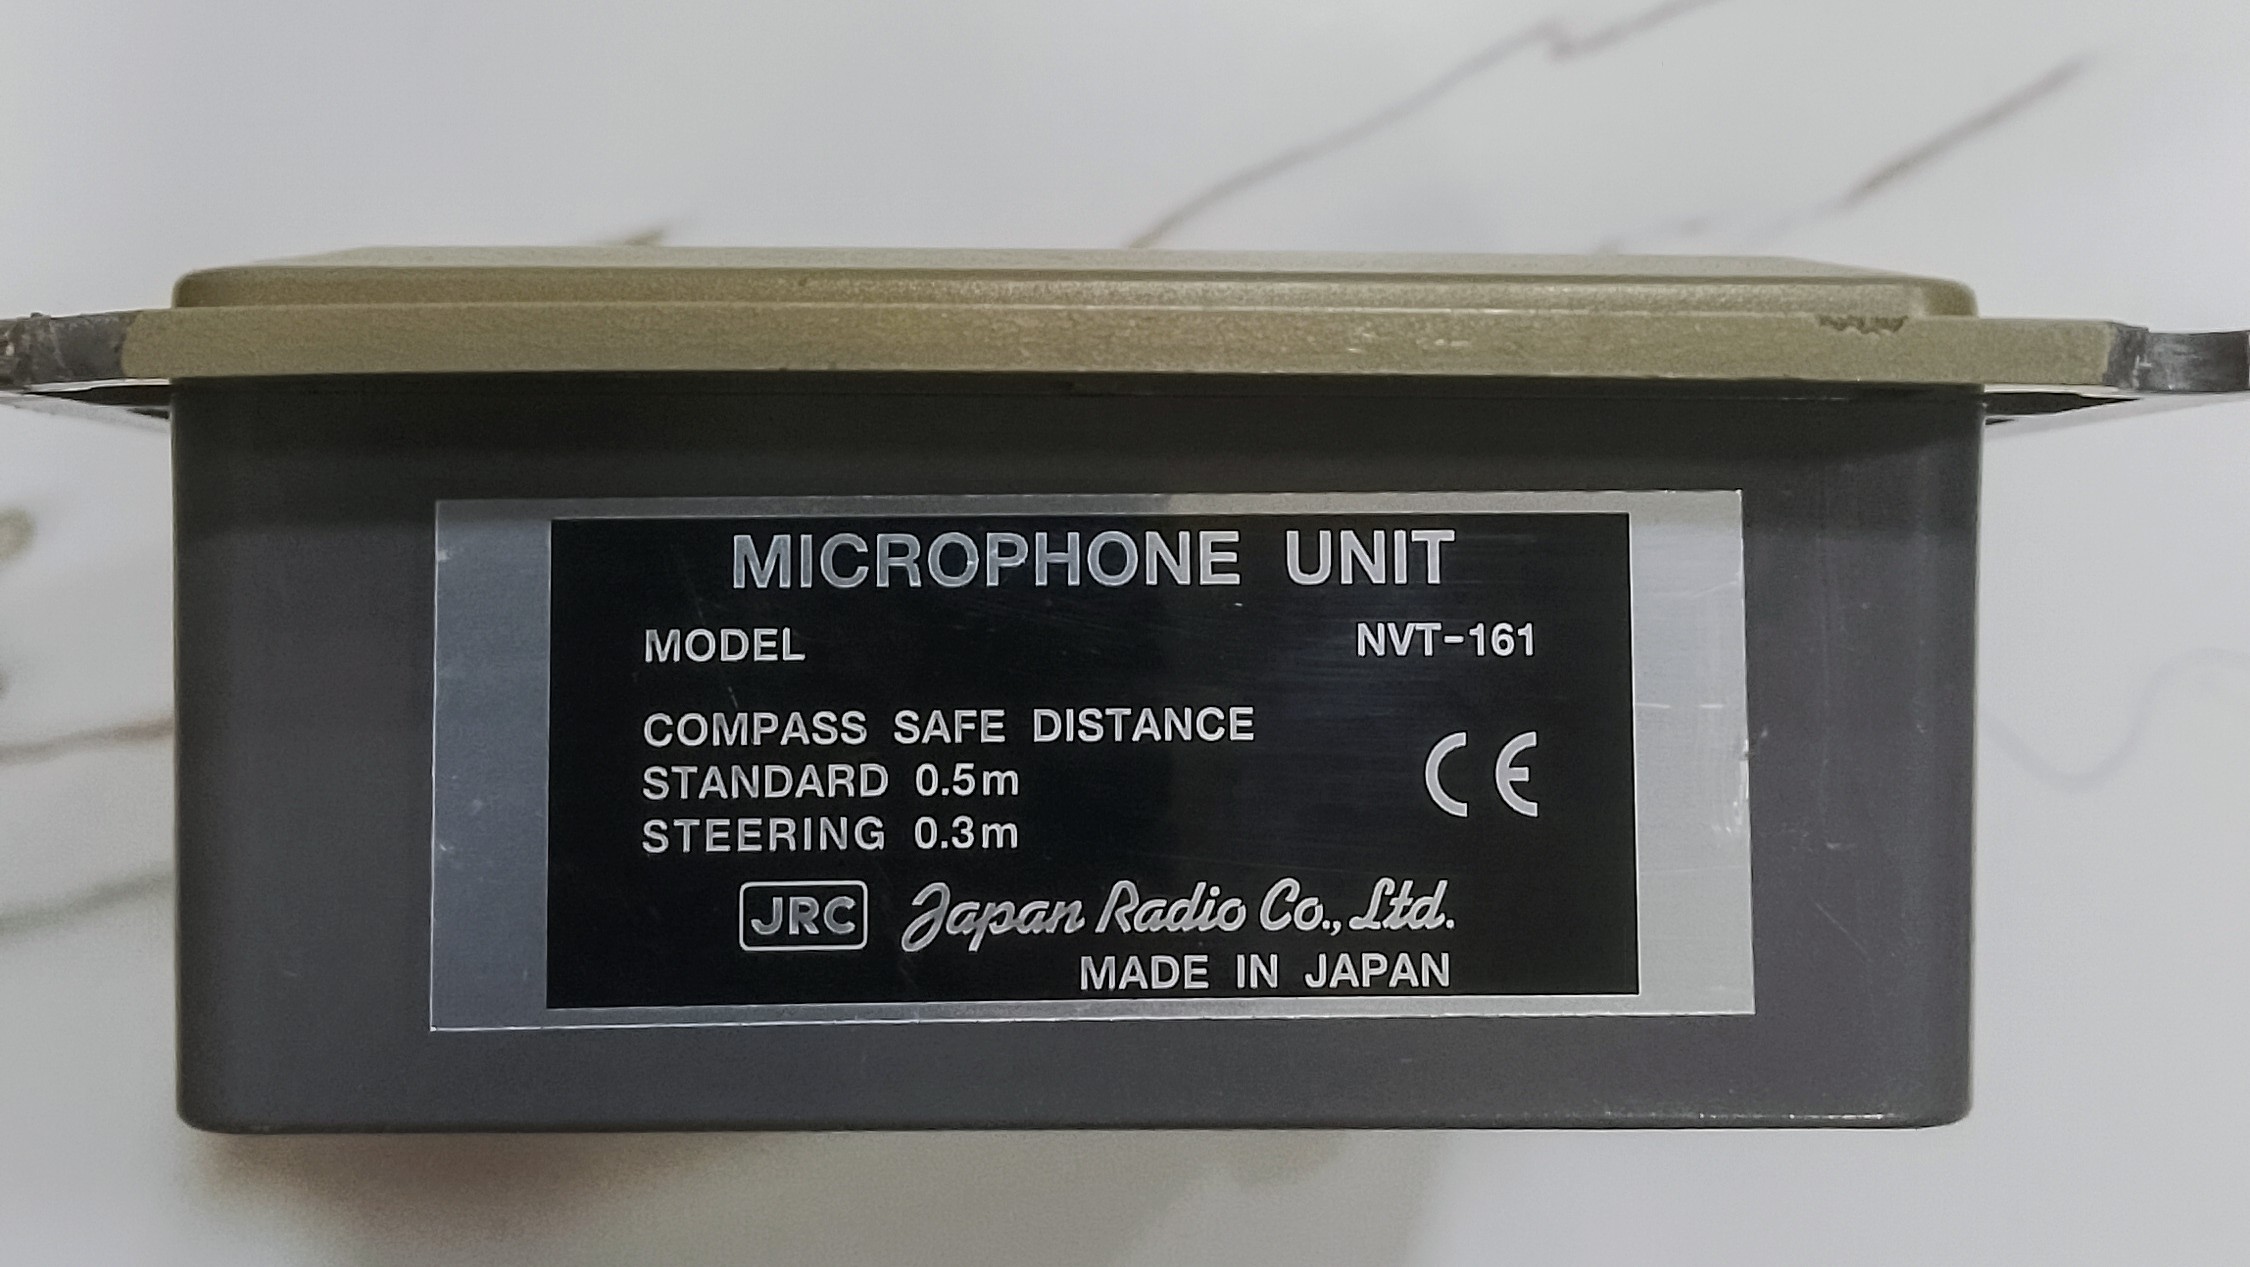 MICROPHONE UNIT
MODEL NVT-161
COMPASS SAFE DISTANCE
STANDARD 0.5m
STEERING 0.3m
CE
JRC Japan Radio Co., Ltd.
MADE IN JAPAN